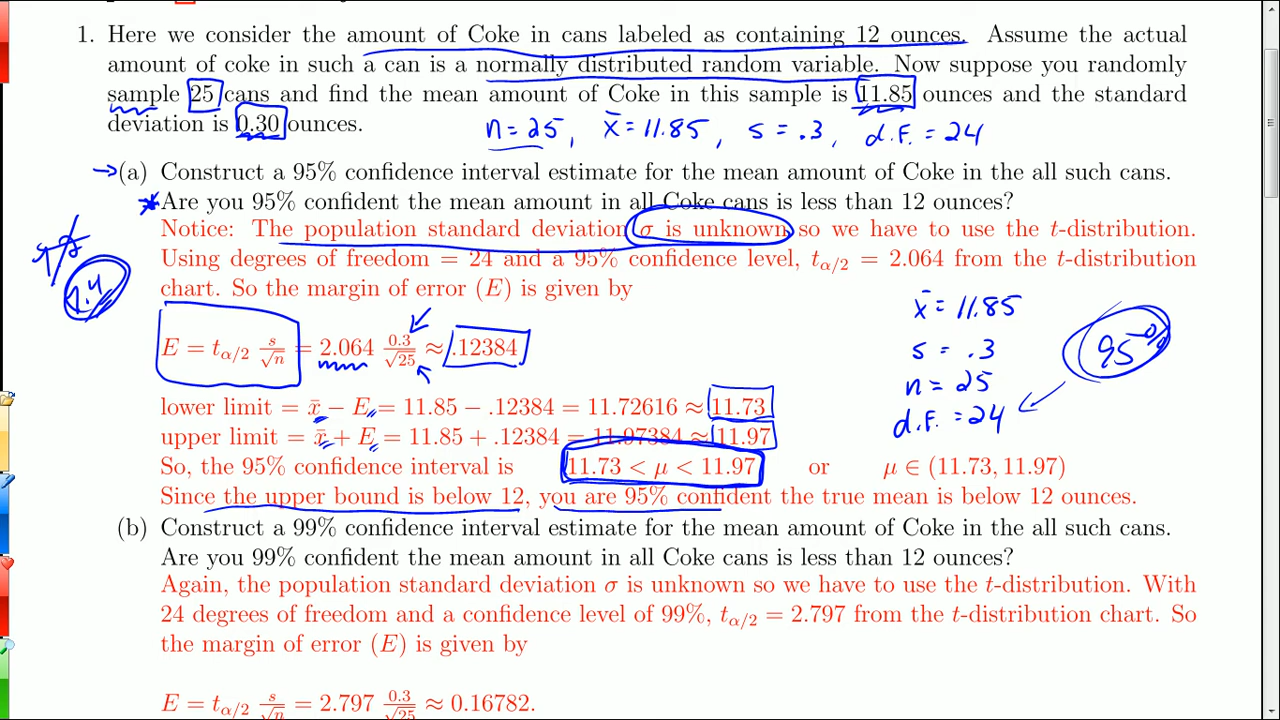 1. Here we consider the amount of Coke in cans labeled as containing 12 ounces. Assume the actual
amount of coke in such a can is a normally distributed random variable. Now suppose you randomly
sample 25 cans and find the mean amount of Coke in this sample is 11.85 ounces and the standard
deviation is 0.30 ounces.
n = 25, x̄ = 11.85, s = .3, d.F. = 24
(a) Construct a 95% confidence interval estimate for the mean amount of Coke in the all such cans.
Are you 95% confident the mean amount in all Coke cans is less than 12 ounces?
Notice: The population standard deviation σ is unknown so we have to use the t-distribution.
Using degrees of freedom = 24 and a 95% confidence level, t_{α/2} = 2.064 from the t-distribution
chart. So the margin of error (E) is given by
E = t_{α/2} s/√n = 2.064 0.3/√25 ≈ .12384
x̄ = 11.85
s = .3
n = 25
d.F. = 24
95%
lower limit = x̄ − E = 11.85 − .12384 = 11.72616 ≈ 11.73
upper limit = x̄ + E = 11.85 + .12384 = 11.97384 ≈ 11.97
So, the 95% confidence interval is 11.73 < μ < 11.97 or μ ∈ (11.73, 11.97)
Since the upper bound is below 12, you are 95% confident the true mean is below 12 ounces.
(b) Construct a 99% confidence interval estimate for the mean amount of Coke in the all such cans.
Are you 99% confident the mean amount in all Coke cans is less than 12 ounces?
Again, the population standard deviation σ is unknown so we have to use the t-distribution. With
24 degrees of freedom and a confidence level of 99%, t_{α/2} = 2.797 from the t-distribution chart. So
the margin of error (E) is given by
E = t_{α/2} s/√n = 2.797 0.3/√25 ≈ 0.16782.